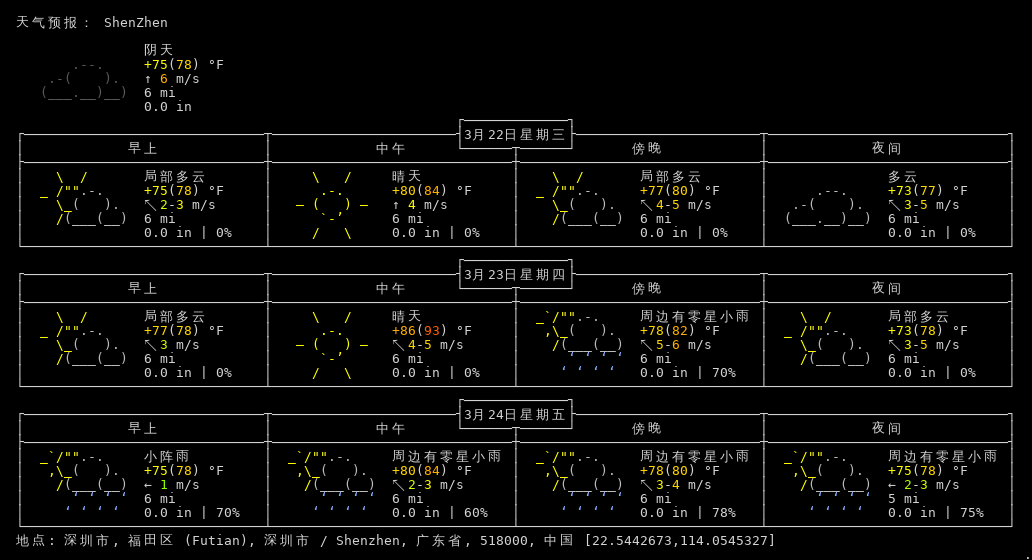 天气预报： ShenZhen
阴天
+75(78) °F
↑ 6 m/s
6 mi
0.0 in
3月22日星期三
早上 中午 傍晚 夜间
局部多云 晴天 局部多云 多云
+75(78) °F +80(84) °F +77(80) °F +73(77) °F
↖ 2-3 m/s ↑ 4 m/s ↖ 4-5 m/s ↖ 3-5 m/s
6 mi 6 mi 6 mi 6 mi
0.0 in | 0% 0.0 in | 0% 0.0 in | 0% 0.0 in | 0%
3月23日星期四
早上 中午 傍晚 夜间
局部多云 晴天 周边有零星小雨 局部多云
+77(78) °F +86(93) °F +78(82) °F +73(78) °F
↖ 3 m/s ↖ 4-5 m/s ↖ 5-6 m/s ↖ 3-5 m/s
6 mi 6 mi 6 mi 6 mi
0.0 in | 0% 0.0 in | 0% 0.0 in | 70% 0.0 in | 0%
3月24日星期五
早上 中午 傍晚 夜间
小阵雨 周边有零星小雨 周边有零星小雨 周边有零星小雨
+75(78) °F +80(84) °F +78(80) °F +75(78) °F
← 1 m/s ↖ 2-3 m/s ↖ 3-4 m/s ← 2-3 m/s
6 mi 6 mi 6 mi 5 mi
0.0 in | 70% 0.0 in | 60% 0.0 in | 78% 0.0 in | 75%
地点: 深圳市, 福田区 (Futian), 深圳市 / Shenzhen, 广东省, 518000, 中国 [22.5442673,114.0545327]